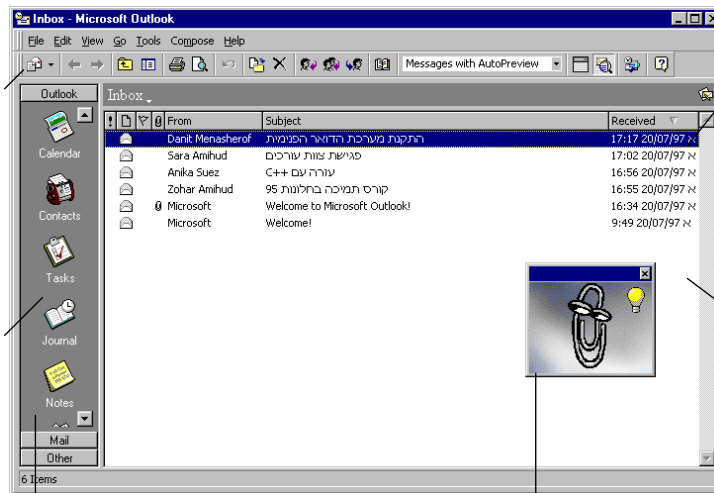 Inbox - Microsoft Outlook
File Edit View Go Tools Compose Help
Messages with AutoPreview
Outlook
Inbox
! From Subject Received
Danit Menasherof התקנת מערכת הדואר הפנימית 17:17 20/07/97 א
Sara Amihud פגישת צוות עורכים 17:02 20/07/97 א
Anika Suez עזרה עם C++ 16:56 20/07/97 א
Zohar Amihud קורס תמיכה בחלונות 95 16:55 20/07/97 א
Microsoft Welcome to Microsoft Outlook! 16:34 20/07/97 א
Microsoft Welcome! 9:49 20/07/97 א
Calendar
Contacts
Tasks
Journal
Notes
Mail
Other
6 Items